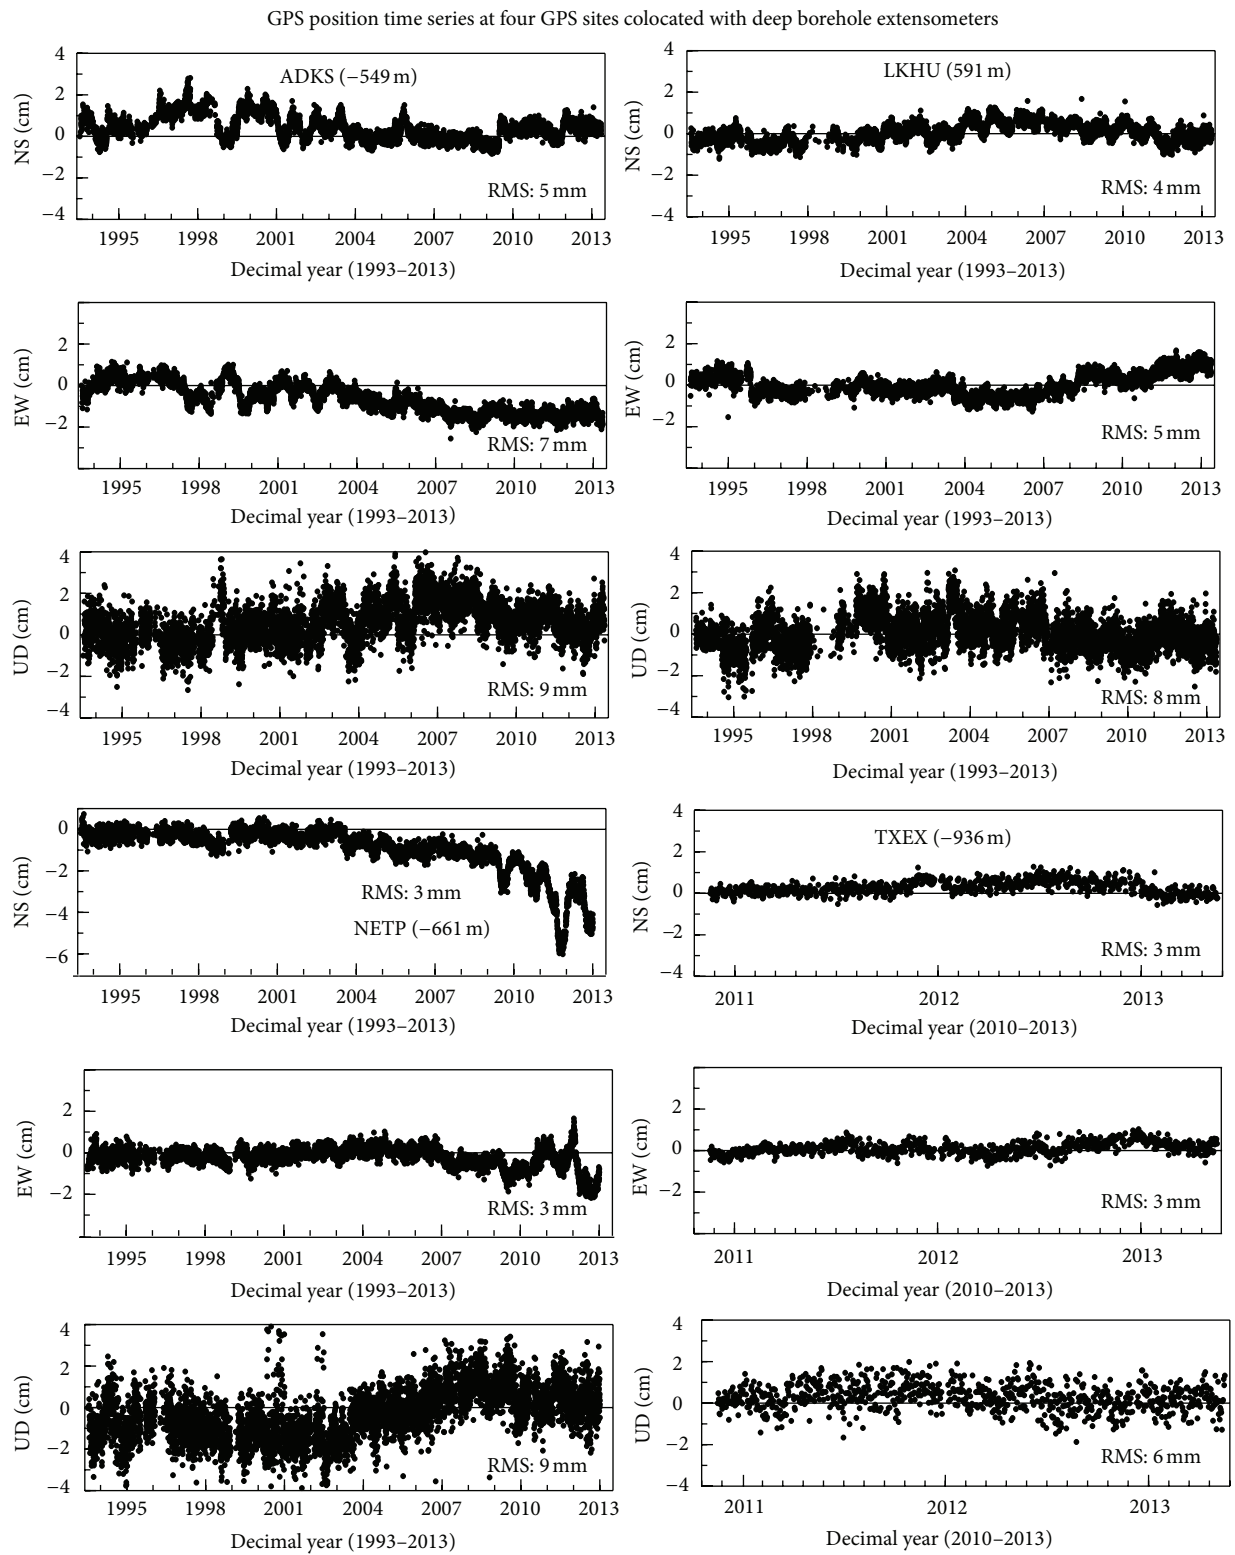 GPS position time series at four GPS sites colocated with deep borehole extensometers
4
2
0
−2
−4
NS (cm)
ADKS (−549 m)
RMS: 5 mm
1995 1998 2001 2004 2007 2010 2013
Decimal year (1993–2013)
4
2
0
−2
−4
NS (cm)
LKHU (591 m)
RMS: 4 mm
1995 1998 2001 2004 2007 2010 2013
Decimal year (1993–2013)
2
0
−2
EW (cm)
RMS: 7 mm
1995 1998 2001 2004 2007 2010 2013
Decimal year (1993–2013)
2
0
−2
EW (cm)
RMS: 5 mm
1995 1998 2001 2004 2007 2010 2013
Decimal year (1993–2013)
4
2
0
−2
−4
UD (cm)
RMS: 9 mm
1995 1998 2001 2004 2007 2010 2013
Decimal year (1993–2013)
4
2
0
−2
−4
UD (cm)
RMS: 8 mm
1995 1998 2001 2004 2007 2010 2013
Decimal year (1993–2013)
0
−2
−4
−6
NS (cm)
RMS: 3 mm
NETP (−661 m)
1995 1998 2001 2004 2007 2010 2013
Decimal year (1993–2013)
4
2
0
−2
−4
NS (cm)
TXEX (−936 m)
RMS: 3 mm
2011 2012 2013
Decimal year (2010–2013)
2
0
−2
EW (cm)
RMS: 3 mm
1995 1998 2001 2004 2007 2010 2013
Decimal year (1993–2013)
2
0
−2
EW (cm)
RMS: 3 mm
2011 2012 2013
Decimal year (2010–2013)
4
2
0
−2
−4
UD (cm)
RMS: 9 mm
1995 1998 2001 2004 2007 2010 2013
Decimal year (1993–2013)
4
2
0
−2
−4
UD (cm)
RMS: 6 mm
2011 2012 2013
Decimal year (2010–2013)